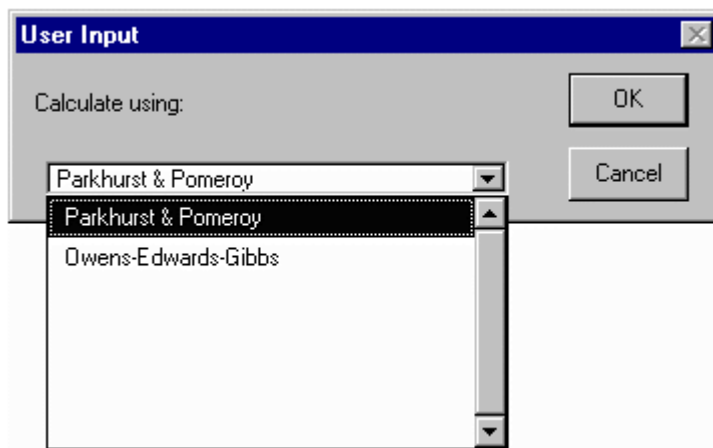 User Input
Calculate using:
OK
Parkhurst & Pomeroy
Cancel
Parkhurst & Pomeroy
Owens-Edwards-Gibbs